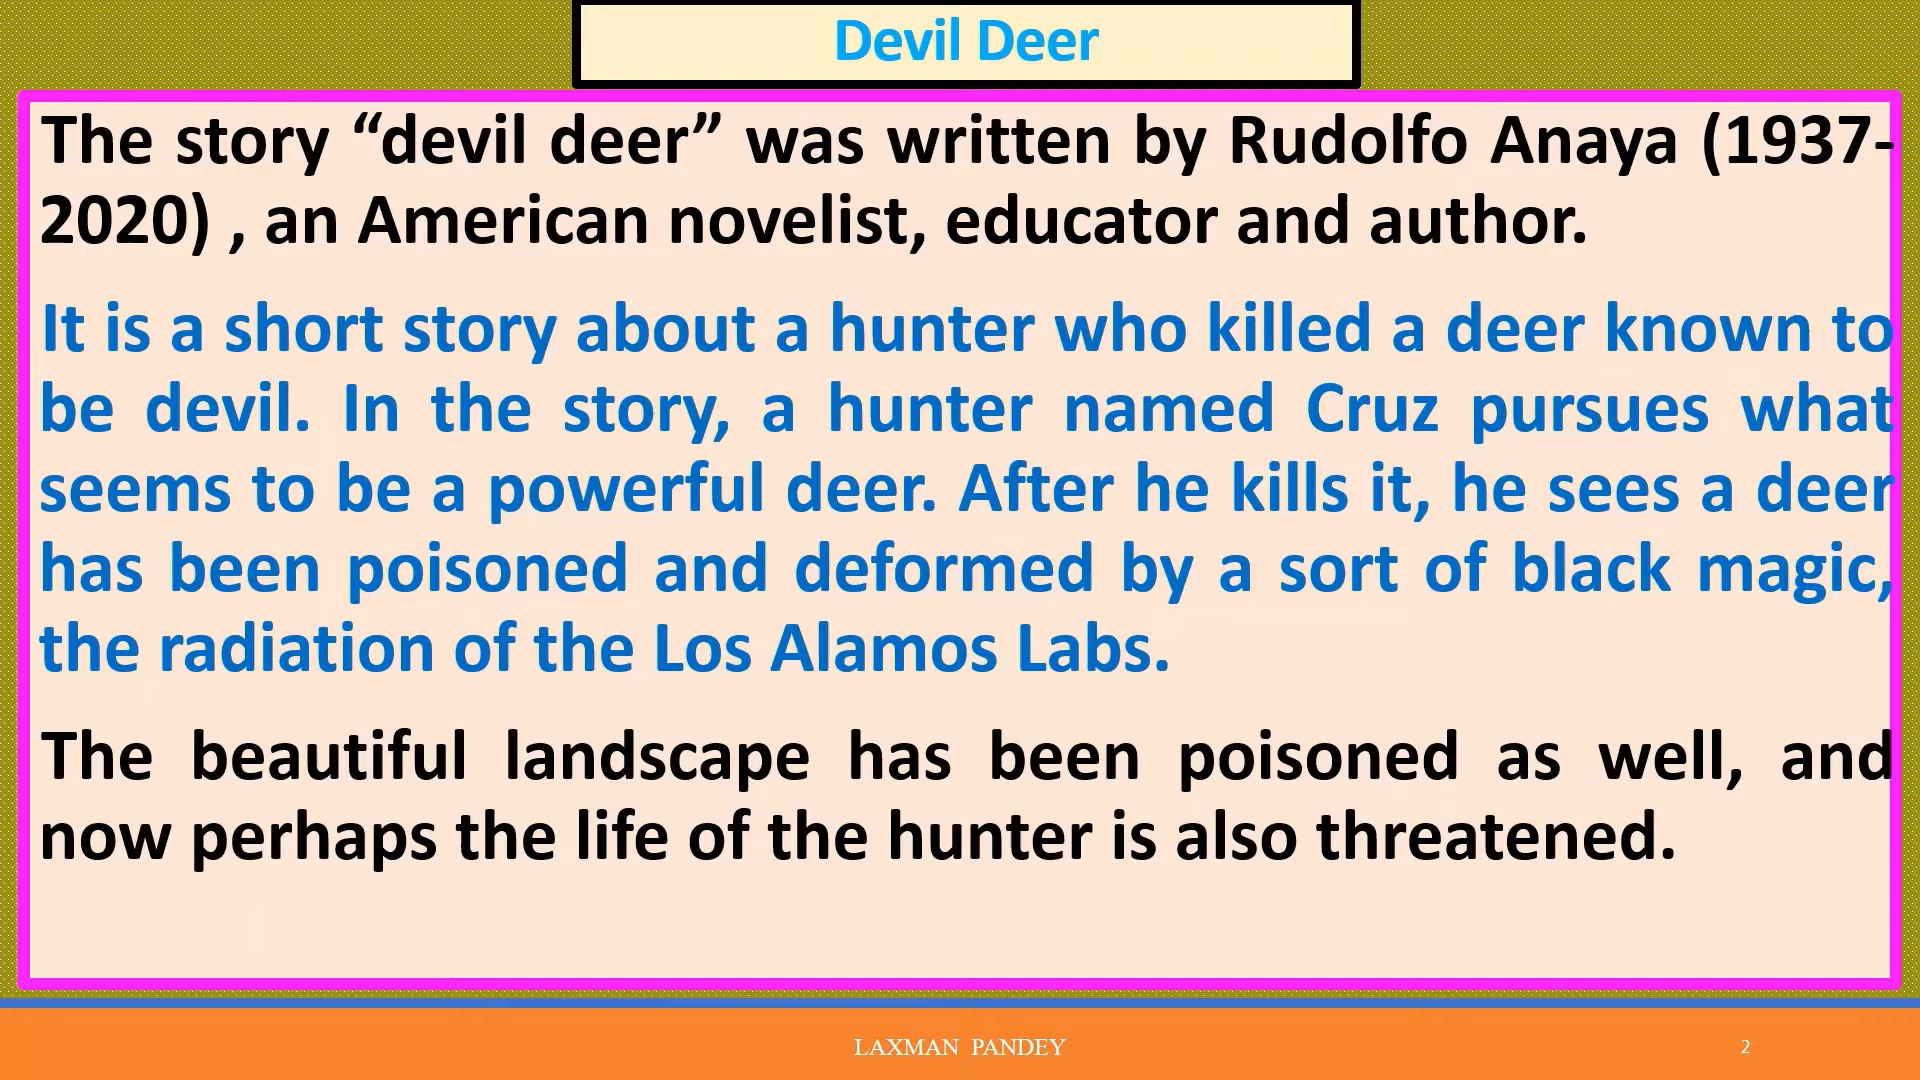 Devil Deer
The story “devil deer” was written by Rudolfo Anaya (1937-
2020) , an American novelist, educator and author.
It is a short story about a hunter who killed a deer known to
be devil. In the story, a hunter named Cruz pursues what
seems to be a powerful deer. After he kills it, he sees a deer
has been poisoned and deformed by a sort of black magic,
the radiation of the Los Alamos Labs.
The beautiful landscape has been poisoned as well, and
now perhaps the life of the hunter is also threatened.
LAXMAN PANDEY
2